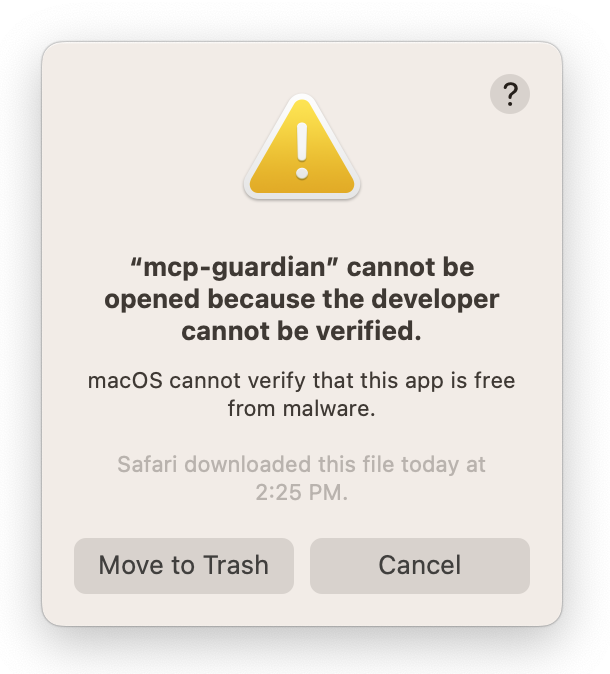 ?
“mcp-guardian” cannot be
opened because the developer
cannot be verified.
macOS cannot verify that this app is free
from malware.
Safari downloaded this file today at
2:25 PM.
Move to Trash
Cancel